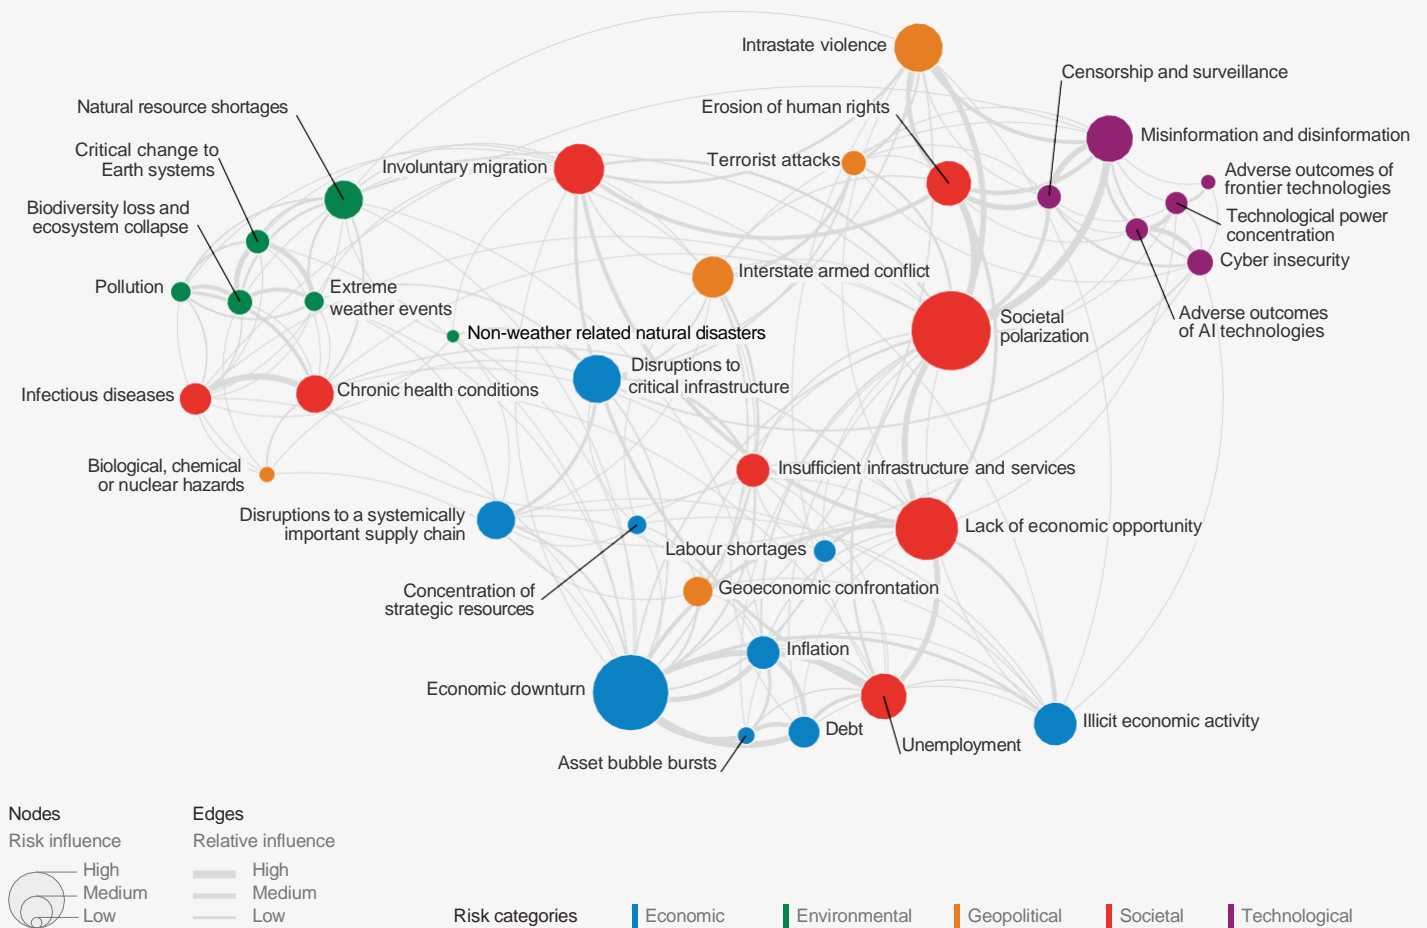 Intrastate violence
Censorship and surveillance
Natural resource shortages
Erosion of human rights
Misinformation and disinformation
Critical change to
Earth systems
Involuntary migration
Terrorist attacks
Adverse outcomes of
frontier technologies
Biodiversity loss and
ecosystem collapse
Technological power
concentration
Pollution
Extreme
weather events
Interstate armed conflict
Cyber insecurity
Non-weather related natural disasters
Societal
polarization
Adverse outcomes
of AI technologies
Disruptions to
critical infrastructure
Infectious diseases
Chronic health conditions
Biological, chemical
or nuclear hazards
Insufficient infrastructure and services
Disruptions to a systemically
important supply chain
Lack of economic opportunity
Labour shortages
Concentration of
strategic resources
Geoeconomic confrontation
Inflation
Economic downturn
Debt
Illicit economic activity
Unemployment
Asset bubble bursts
Nodes
Risk influence
High
Medium
Low
Edges
Relative influence
High
Medium
Low
Risk categories
Economic
Environmental
Geopolitical
Societal
Technological